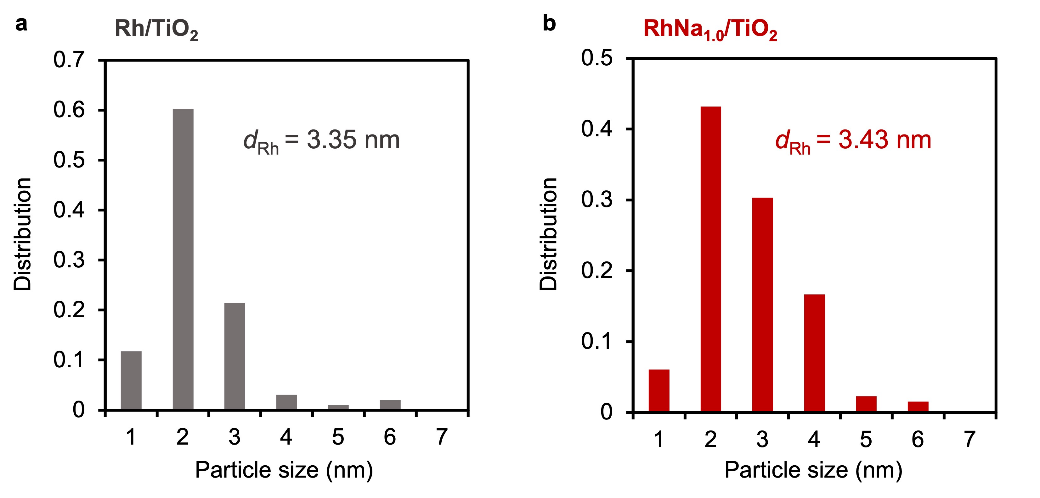 a
Rh/TiO₂
0.7
0.6
0.5
0.4
0.3
0.2
0.1
0
Distribution
d_Rh = 3.35 nm
1 2 3 4 5 6 7
Particle size (nm)
b
RhNa₁.₀/TiO₂
0.5
0.4
0.3
0.2
0.1
0
Distribution
d_Rh = 3.43 nm
1 2 3 4 5 6 7
Particle size (nm)